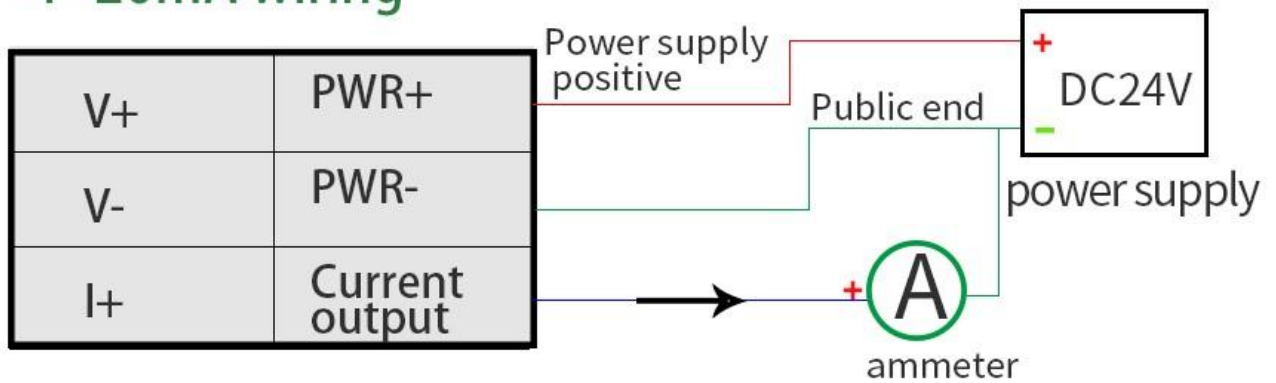 Power supply
positive
+
DC24V
Public end
-
power supply
V+ PWR+
V- PWR-
I+ Current
output
+
A
ammeter